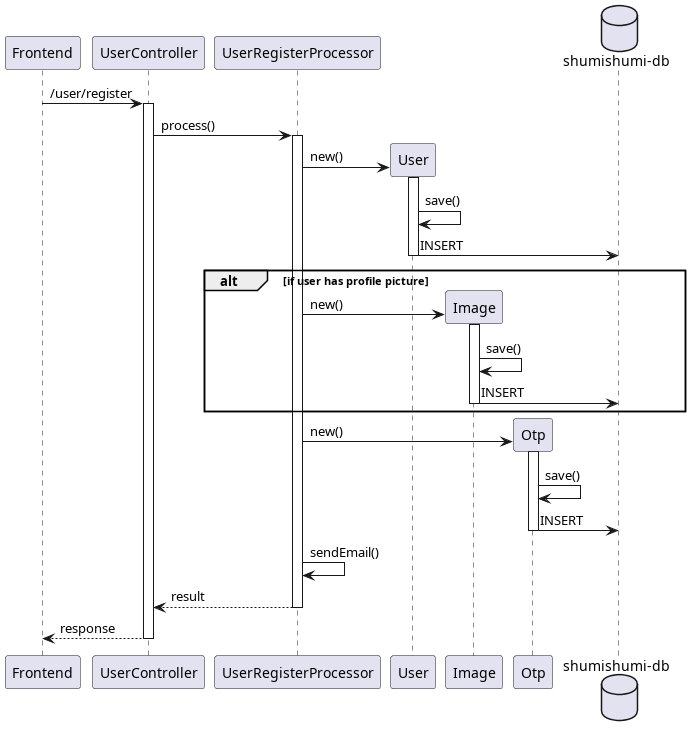 shumishumi-db
Frontend
UserController
UserRegisterProcessor
/user/register
process()
new()
User
save()
INSERT
alt
[if user has profile picture]
new()
Image
save()
INSERT
new()
Otp
save()
INSERT
sendEmail()
result
response
Frontend
UserController
UserRegisterProcessor
User
Image
Otp
shumishumi-db